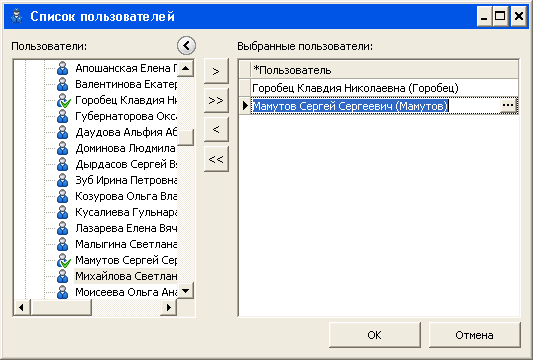 Список пользователей
Пользователи:
Апошанская Елена Г
Валентинова Екатер
Горобец Клавдия Ни
Губернаторова Окса
Даудова Альфия Аб
Доминова Людмила
Дырдасов Сергей Вя
Зуб Ирина Петровна
Козурова Ольга Вла
Кусалиева Гульнара
Лазарева Елена Вяч
Малыгина Светлана
Мамутов Сергей Сер
Михайлова Светлан
Моисеева Ольга Ана
>
>>
<
<<
Выбранные пользователи:
*Пользователь
Горобец Клавдия Николаевна (Горобец)
Мамутов Сергей Сергеевич (Мамутов)
...
ОК
Отмена